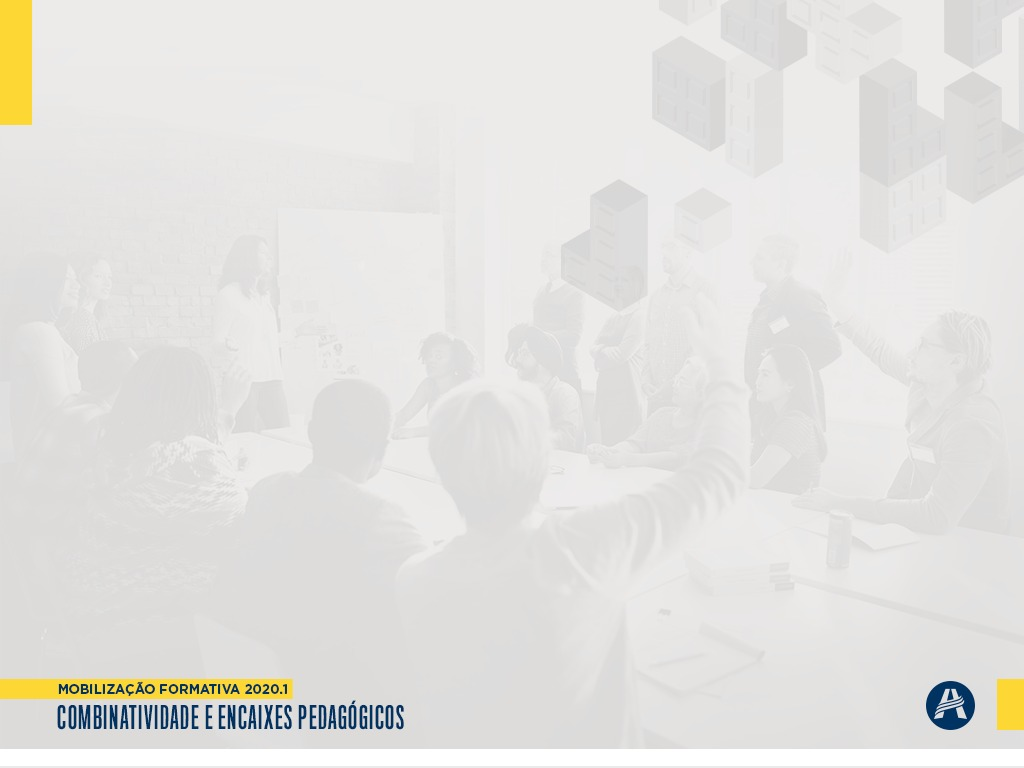 MOBILIZAÇÃO FORMATIVA 2020.1
COMBINATIVIDADE E ENCAIXES PEDAGÓGICOS